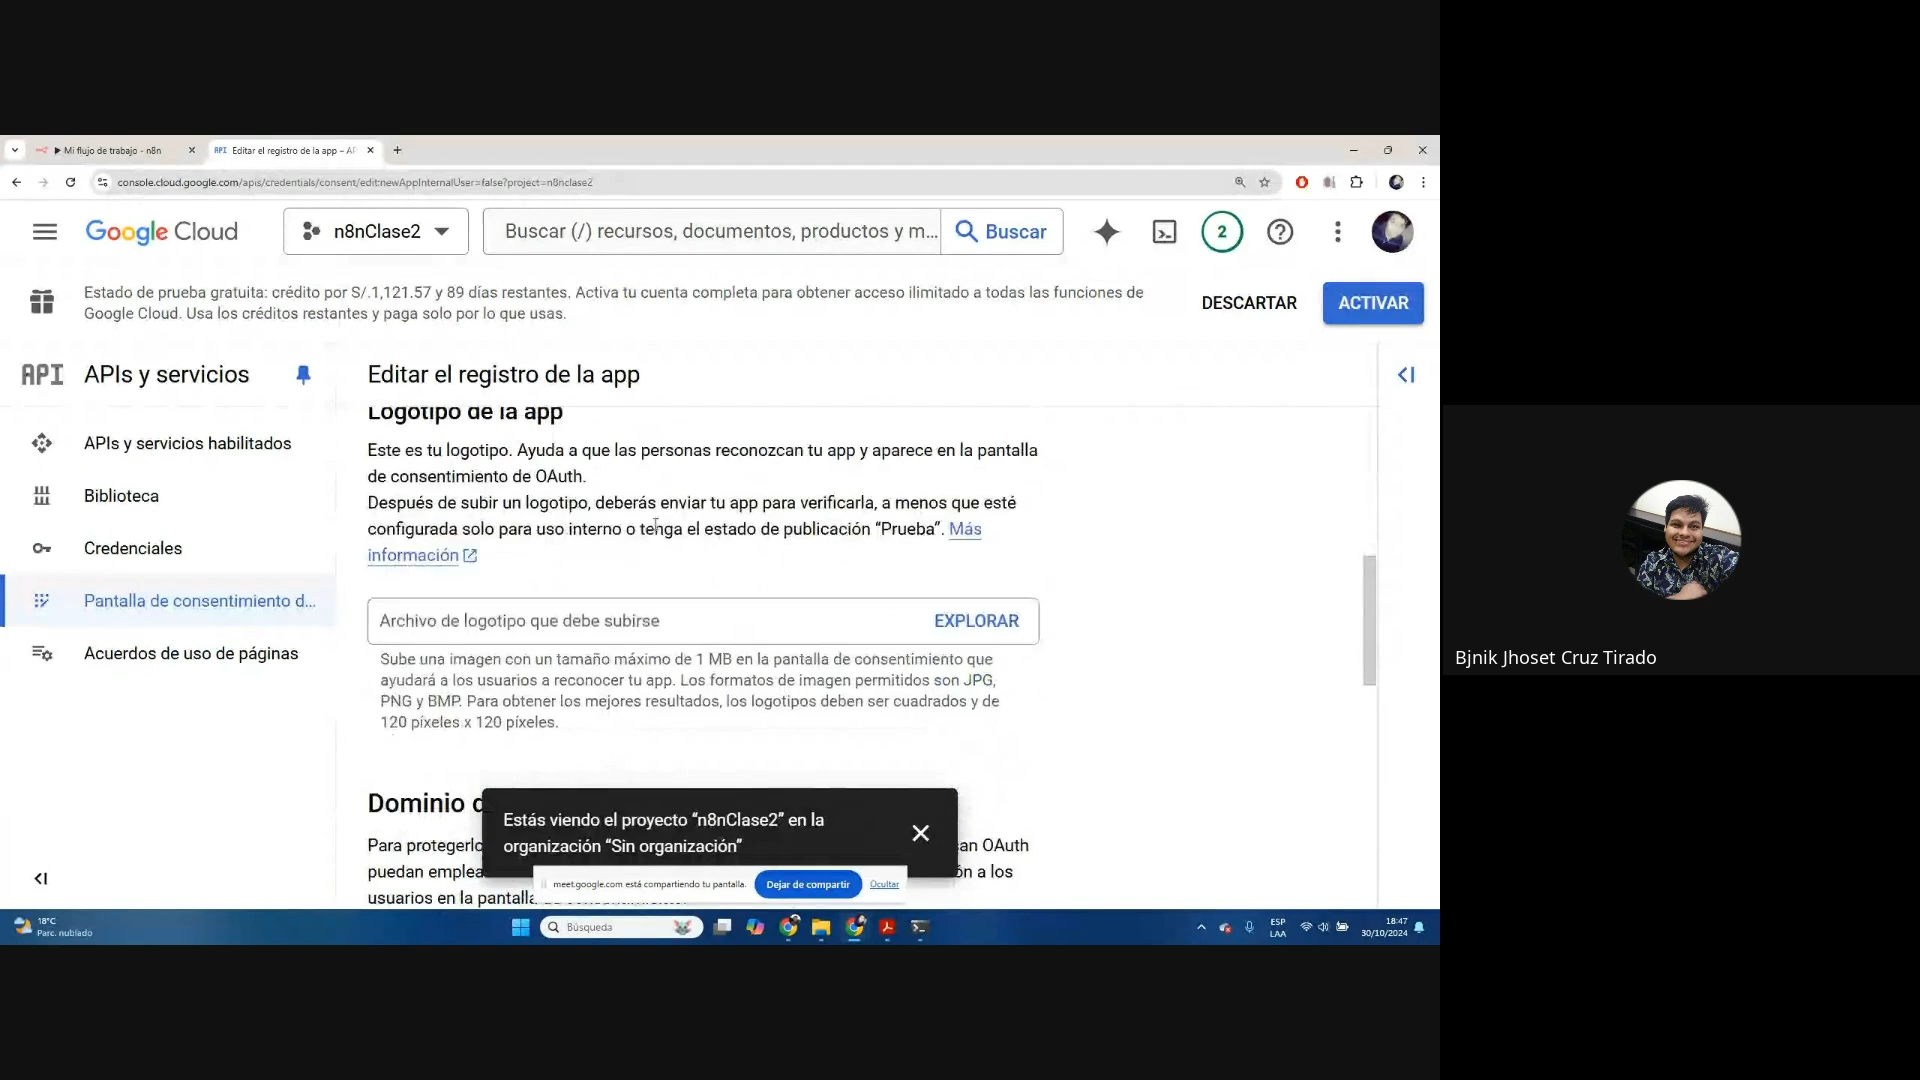 Mi flujo de trabajo - n8n
API Editar el registro de la app – AF
console.cloud.google.com/apis/credentials/consent/edit;newAppInternalUser=false?project=n8nclase2
Google Cloud
n8nClase2
Buscar (/) recursos, documentos, productos y m...
Buscar
2
Estado de prueba gratuita: crédito por S/.1,121.57 y 89 días restantes. Activa tu cuenta completa para obtener acceso ilimitado a todas las funciones de
Google Cloud. Usa los créditos restantes y paga solo por lo que usas.
DESCARTAR
ACTIVAR
API APIs y servicios
Editar el registro de la app
APIs y servicios habilitados
Biblioteca
Credenciales
Pantalla de consentimiento d...
Acuerdos de uso de páginas
Logotipo de la app
Este es tu logotipo. Ayuda a que las personas reconozcan tu app y aparece en la pantalla
de consentimiento de OAuth.
Después de subir un logotipo, deberás enviar tu app para verificarla, a menos que esté
configurada solo para uso interno o tenga el estado de publicación “Prueba”. Más
información
Archivo de logotipo que debe subirse
EXPLORAR
Sube una imagen con un tamaño máximo de 1 MB en la pantalla de consentimiento que
ayudará a los usuarios a reconocer tu app. Los formatos de imagen permitidos son JPG,
PNG y BMP. Para obtener los mejores resultados, los logotipos deben ser cuadrados y de
120 píxeles x 120 píxeles.
Dominio d
Para protegerlo an OAuth
puedan emplea ón a los
usuarios en la pantalla
Estás viendo el proyecto “n8nClase2” en la
organización “Sin organización”
meet.google.com está compartiendo tu pantalla.
Dejar de compartir
Ocultar
18°C
Parc. nublado
Búsqueda
ESP
LAA
18:47
30/10/2024
Bjnik Jhoset Cruz Tirado